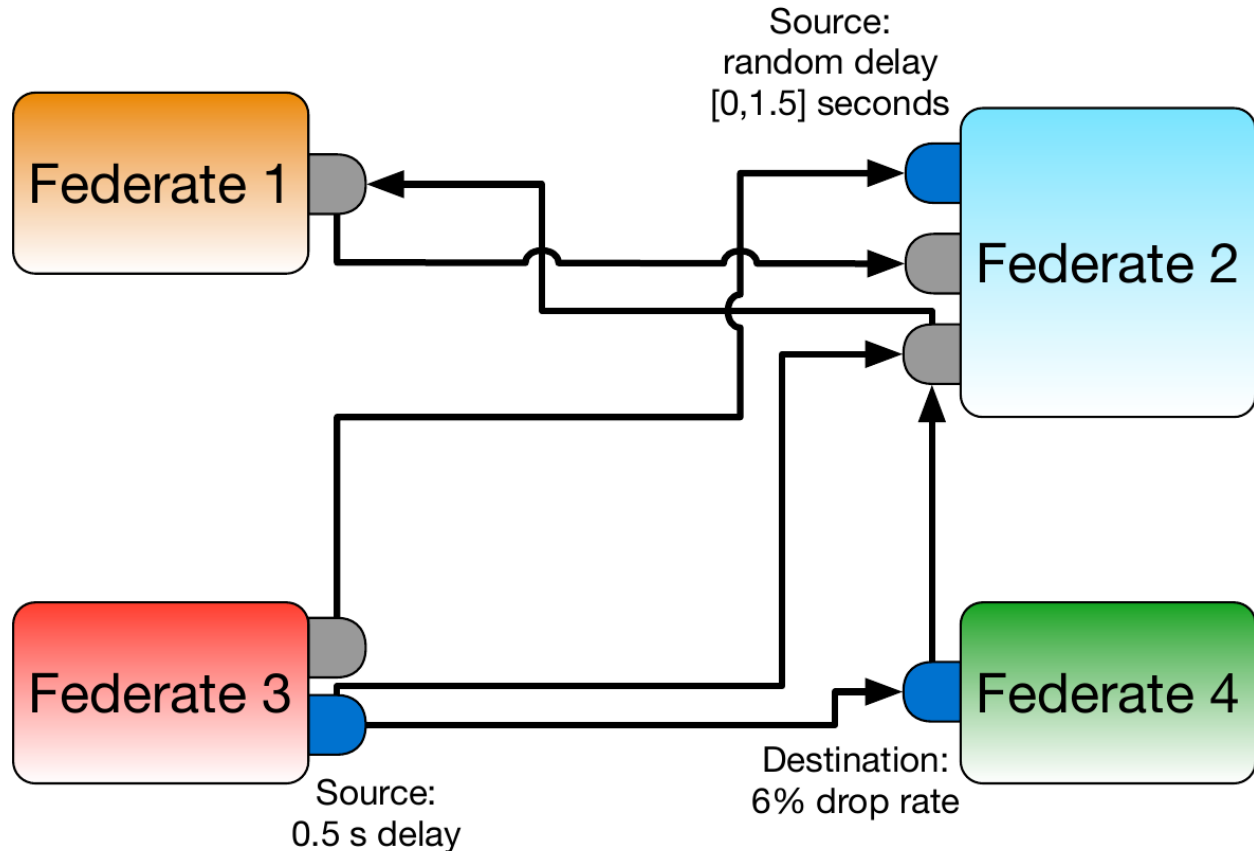 Source:
random delay
[0,1.5] seconds
Federate 1
Federate 2
Federate 3
Federate 4
Source:
0.5 s delay
Destination:
6% drop rate